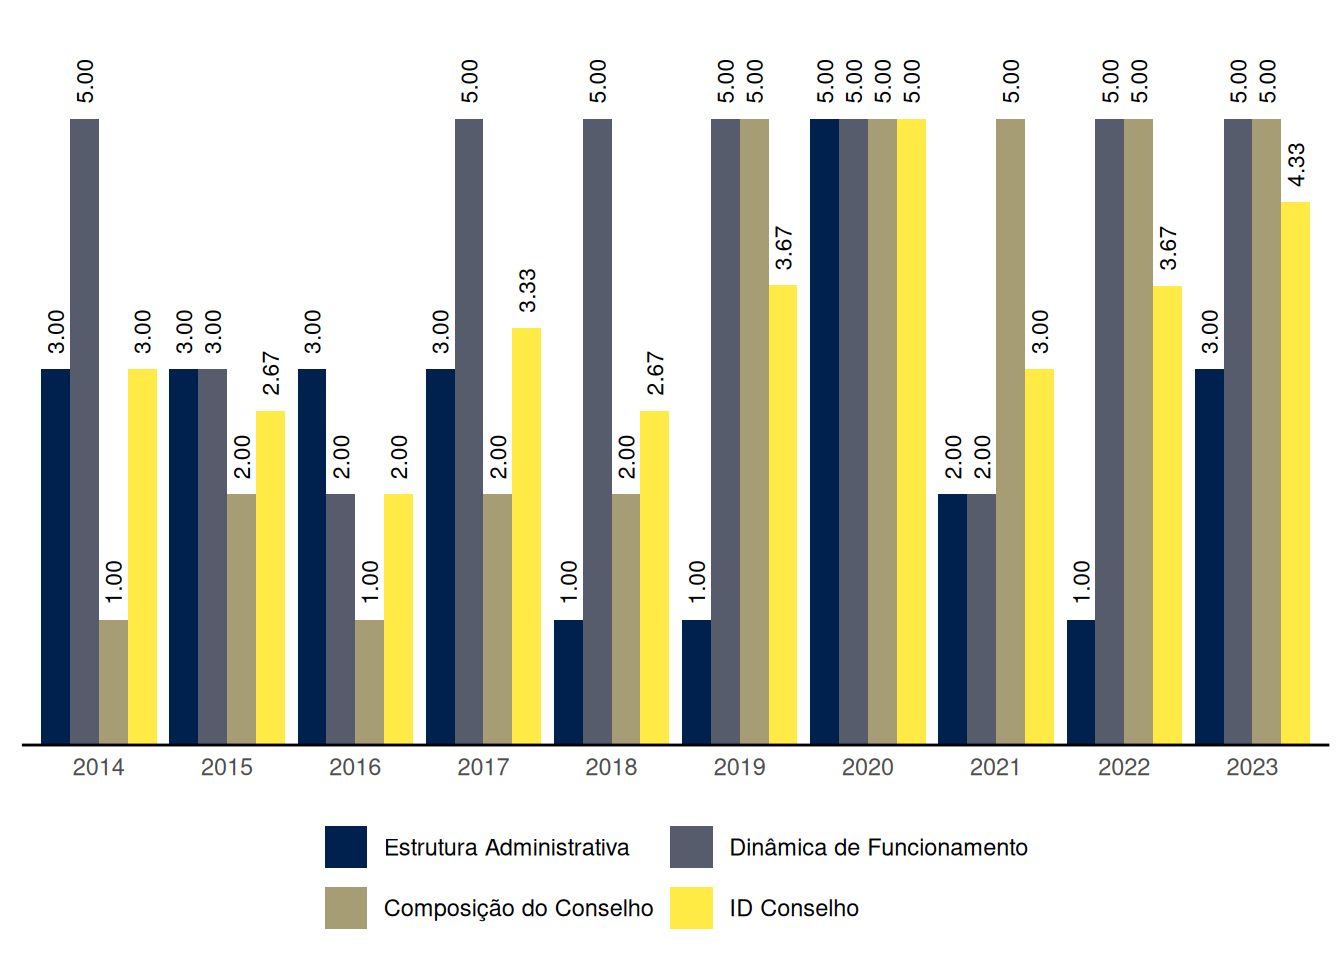 3.00 5.00 1.00 3.00
3.00 3.00 2.00 2.67
3.00 2.00 1.00 2.00
3.00 5.00 2.00 3.33
1.00 5.00 2.00 2.67
1.00 5.00 5.00 3.67
5.00 5.00 5.00 5.00
2.00 2.00 5.00 3.00
1.00 5.00 5.00 3.67
3.00 5.00 5.00 4.33
2014 2015 2016 2017 2018 2019 2020 2021 2022 2023
Estrutura Administrativa Dinâmica de Funcionamento
Composição do Conselho ID Conselho